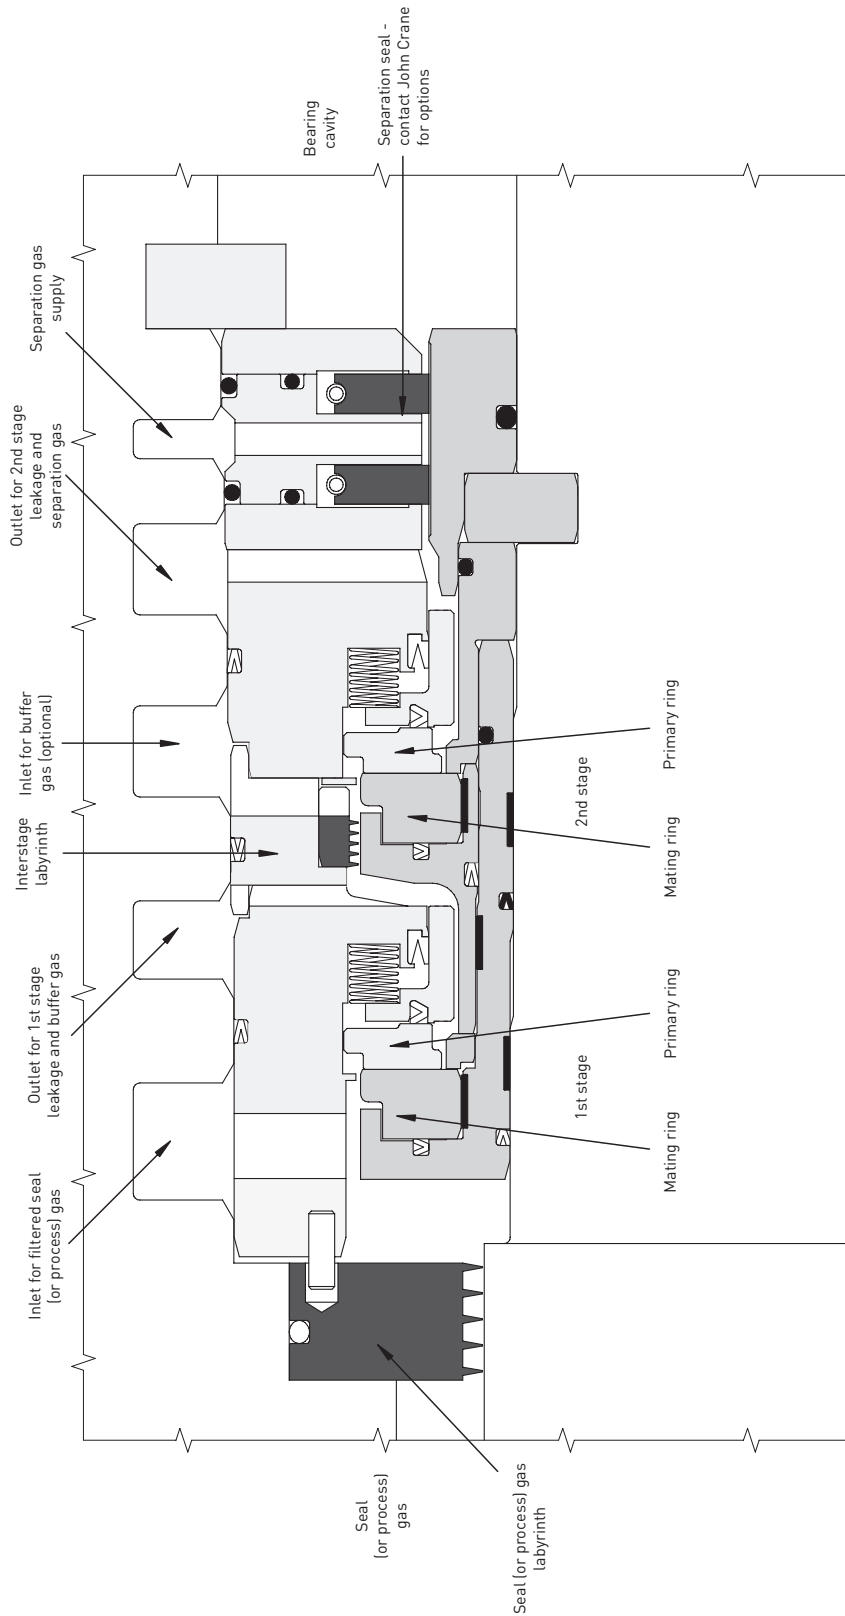 Inlet for filtered seal
(or process) gas
Outlet for 1st stage
leakage and buffer gas
Interstage
labyrinth
Inlet for buffer
gas (optional)
Outlet for 2nd stage
leakage and
separation gas
Separation gas
supply
Seal
(or process)
gas
Bearing
cavity
Seal (or process) gas
labyrinth
Separation seal -
contact John Crane
for options
1st stage
2nd stage
Mating ring
Primary ring
Mating ring
Primary ring